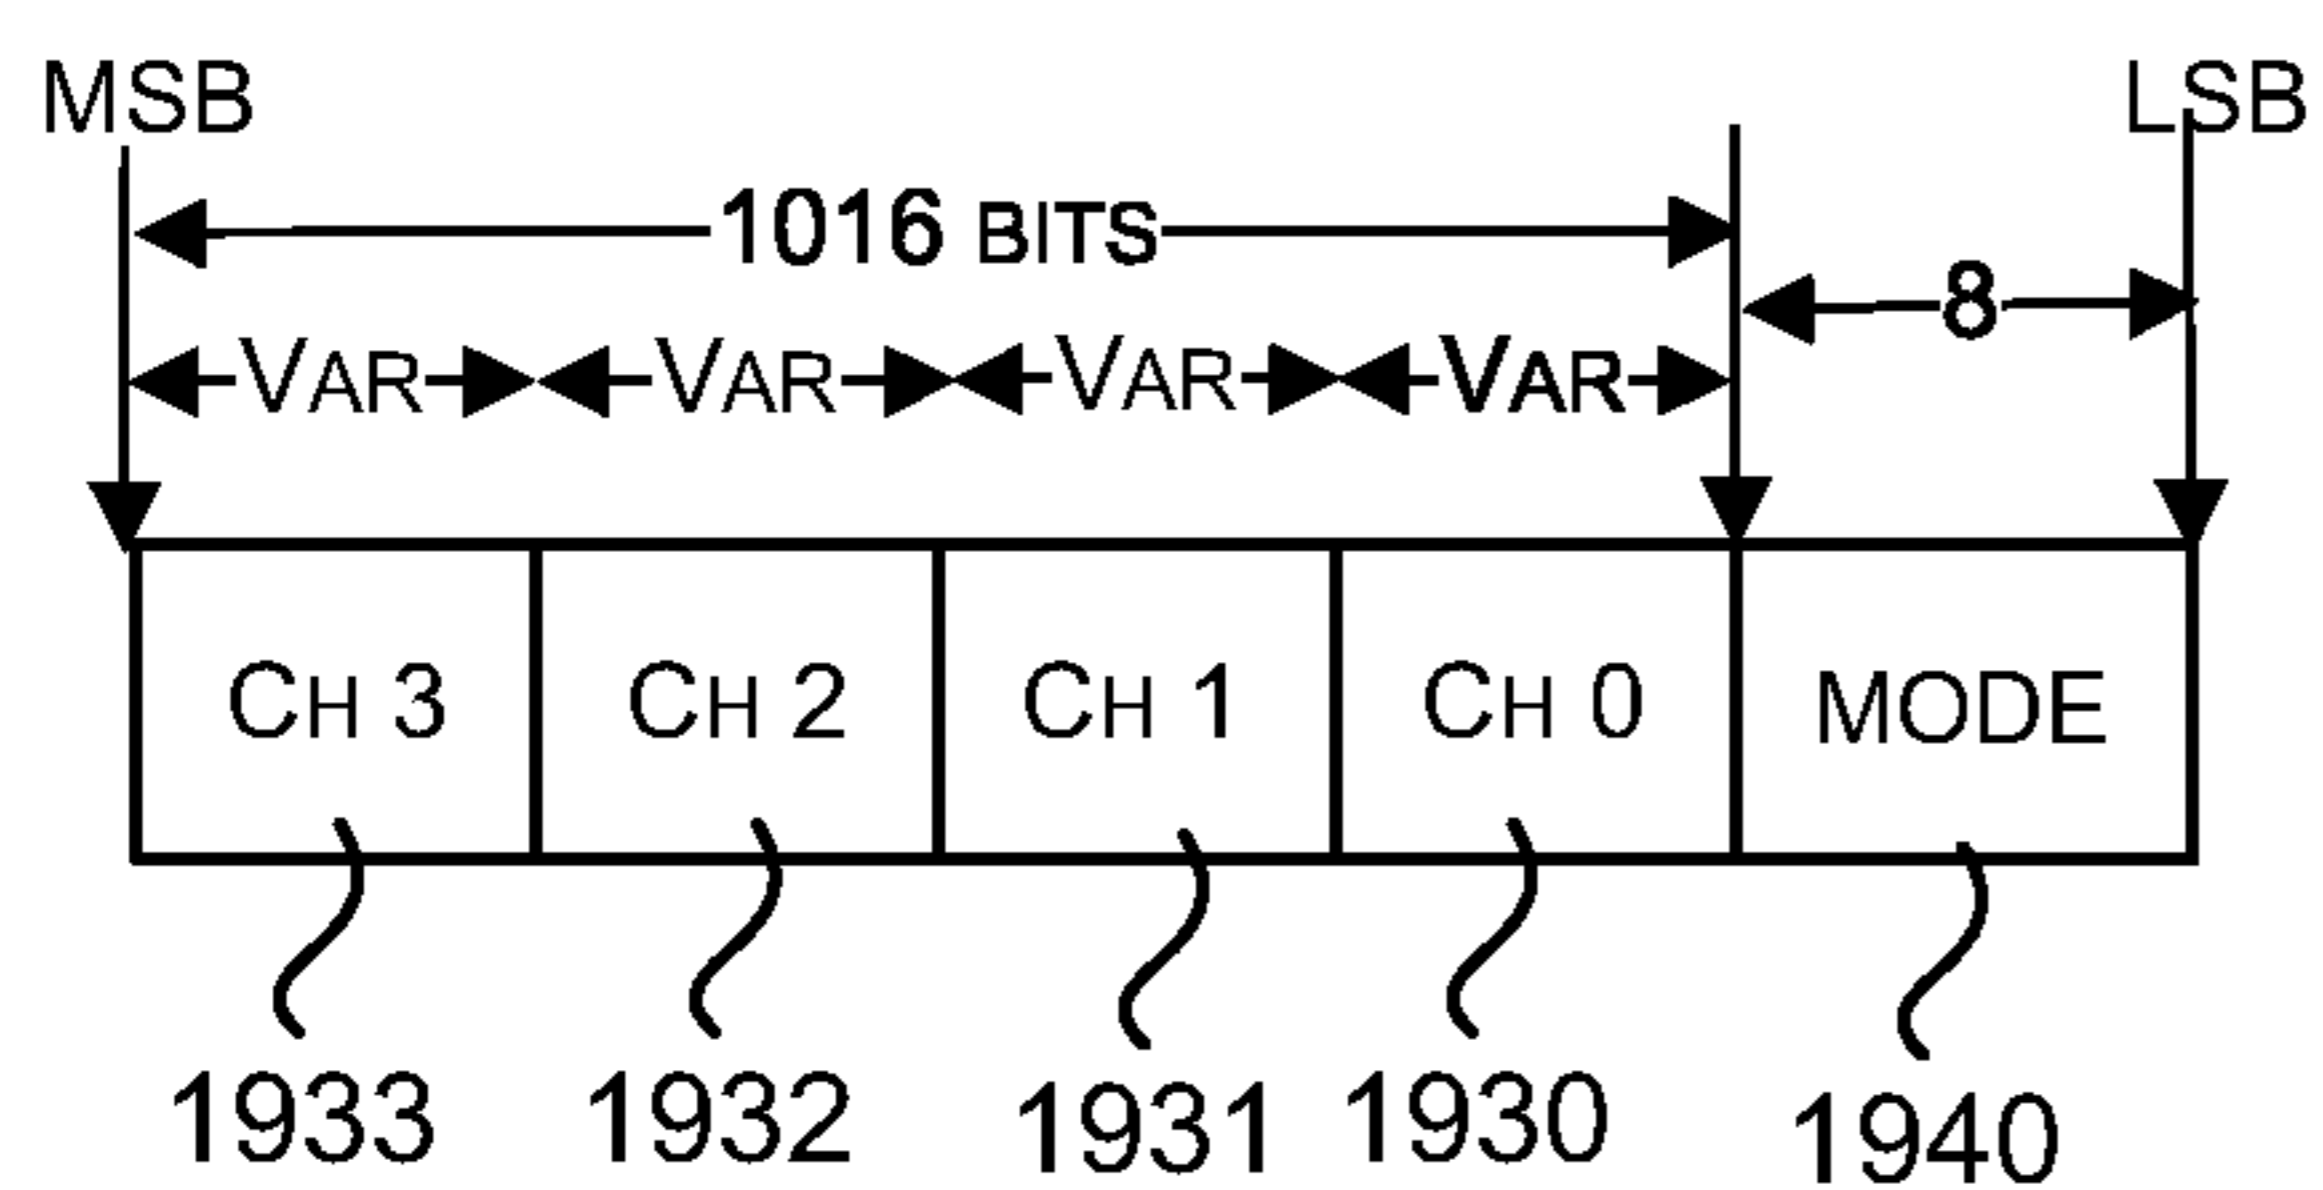 MSB LSB
1016 BITS
8
VAR VAR VAR VAR
CH 3 CH 2 CH 1 CH 0 MODE
1933 1932 1931 1930 1940